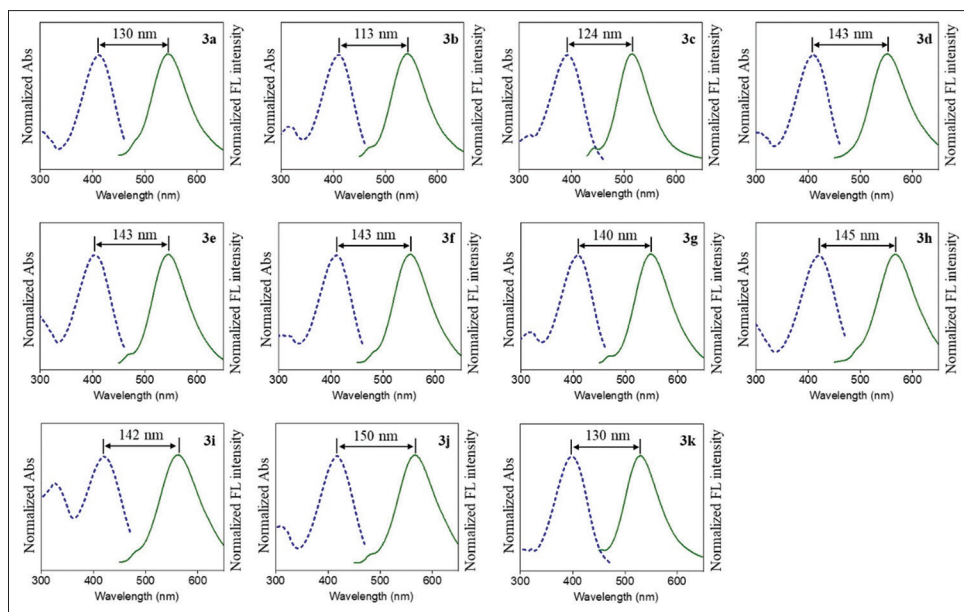 130 nm 3a
Normalized Abs
Normalized FL intensity
300 400 500 600
Wavelength (nm)
113 nm 3b
Normalized Abs
Normalized FL intensity
300 400 500 600
Wavelength (nm)
124 nm 3c
Normalized Abs
Normalized FL intensity
300 400 500 600
Wavelength (nm)
143 nm 3d
Normalized Abs
Normalized FL intensity
300 400 500 600
Wavelength (nm)
143 nm 3e
Normalized Abs
Normalized FL intensity
300 400 500 600
Wavelength (nm)
143 nm 3f
Normalized Abs
Normalized FL intensity
300 400 500 600
Wavelength (nm)
140 nm 3g
Normalized Abs
Normalized FL intensity
300 400 500 600
Wavelength (nm)
145 nm 3h
Normalized Abs
Normalized FL intensity
300 400 500 600
Wavelength (nm)
142 nm 3i
Normalized Abs
Normalized FL intensity
300 400 500 600
Wavelength (nm)
150 nm 3j
Normalized Abs
Normalized FL intensity
300 400 500 600
Wavelength (nm)
130 nm 3k
Normalized Abs
Normalized FL intensity
300 400 500 600
Wavelength (nm)